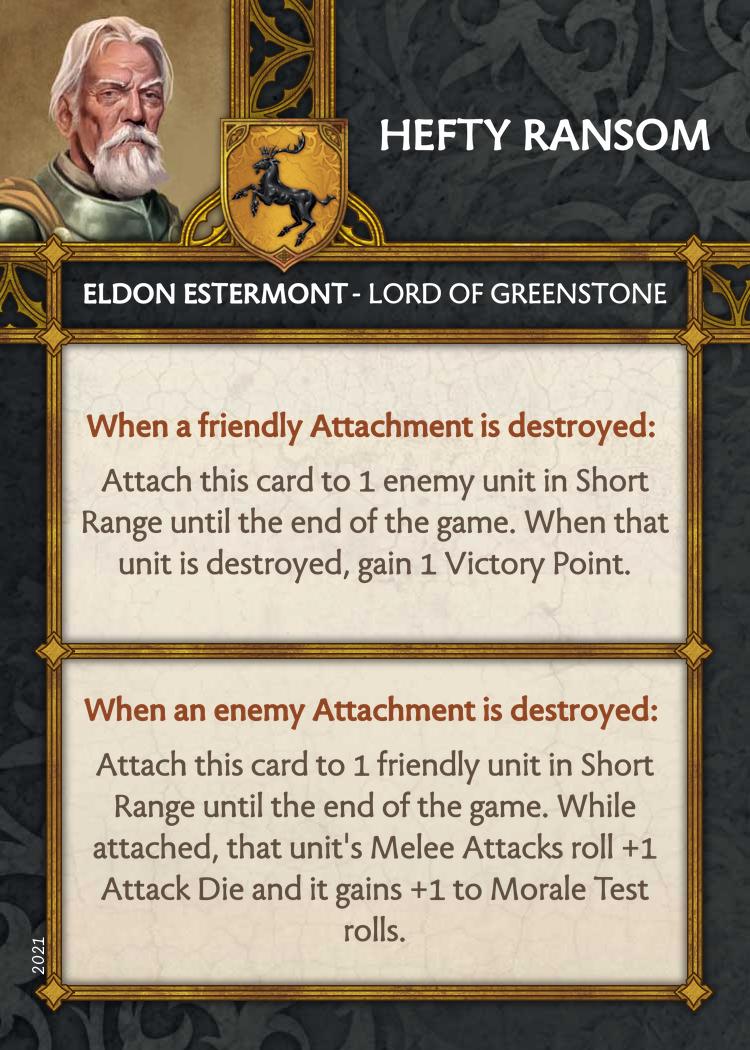 HEFTY RANSOM
ELDON ESTERMONT - LORD OF GREENSTONE
When a friendly Attachment is destroyed:
Attach this card to 1 enemy unit in Short
Range until the end of the game. When that
unit is destroyed, gain 1 Victory Point.
When an enemy Attachment is destroyed:
Attach this card to 1 friendly unit in Short
Range until the end of the game. While
attached, that unit's Melee Attacks roll +1
Attack Die and it gains +1 to Morale Test
rolls.
2021